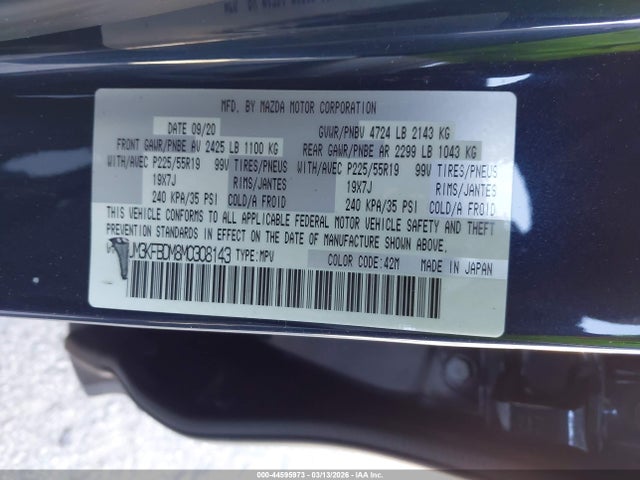 MFD. BY MAZDA MOTOR CORPORATION
DATE 09/20 GVWR/PNBV 4724 LB 2143 KG
FRONT GAWR/PNBE AV 2425 LB 1100 KG REAR GAWR/PNBE AR 2299 LB 1043 KG
WITH/AVEC P225/55R19 99V TIRES/PNEUS WITH/AVEC P225/55R19 99V TIRES/PNEUS
19X7J RIMS/JANTES 19X7J RIMS/JANTES
240 KPA/35 PSI COLD/A FROID 240 KPA/35 PSI COLD/A FROID
THIS VEHICLE CONFORMS TO ALL APPLICABLE FEDERAL MOTOR VEHICLE SAFETY AND THEFT
PREVENTION STANDARDS IN EFFECT ON THE DATE OF MANUFACTURE SHOWN ABOVE.
JM3KFBDM8M0308143 TYPE: MPV COLOR CODE: 42M MADE IN JAPAN
000-44595973 | 03/13/2026 - IAAI.COM